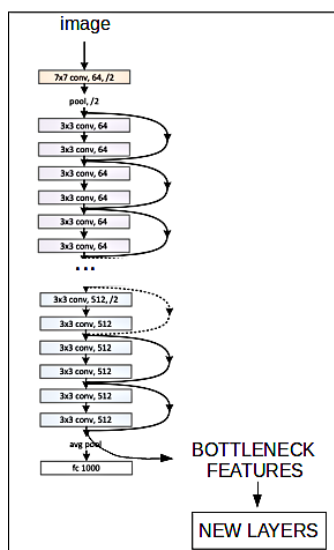 image
7x7 conv, 64, /2
pool, /2
3x3 conv, 64
3x3 conv, 64
3x3 conv, 64
3x3 conv, 64
3x3 conv, 64
3x3 conv, 64
...
3x3 conv, 512, /2
3x3 conv, 512
3x3 conv, 512
3x3 conv, 512
3x3 conv, 512
3x3 conv, 512
avg pool
fc 1000
BOTTLENECK
FEATURES
NEW LAYERS